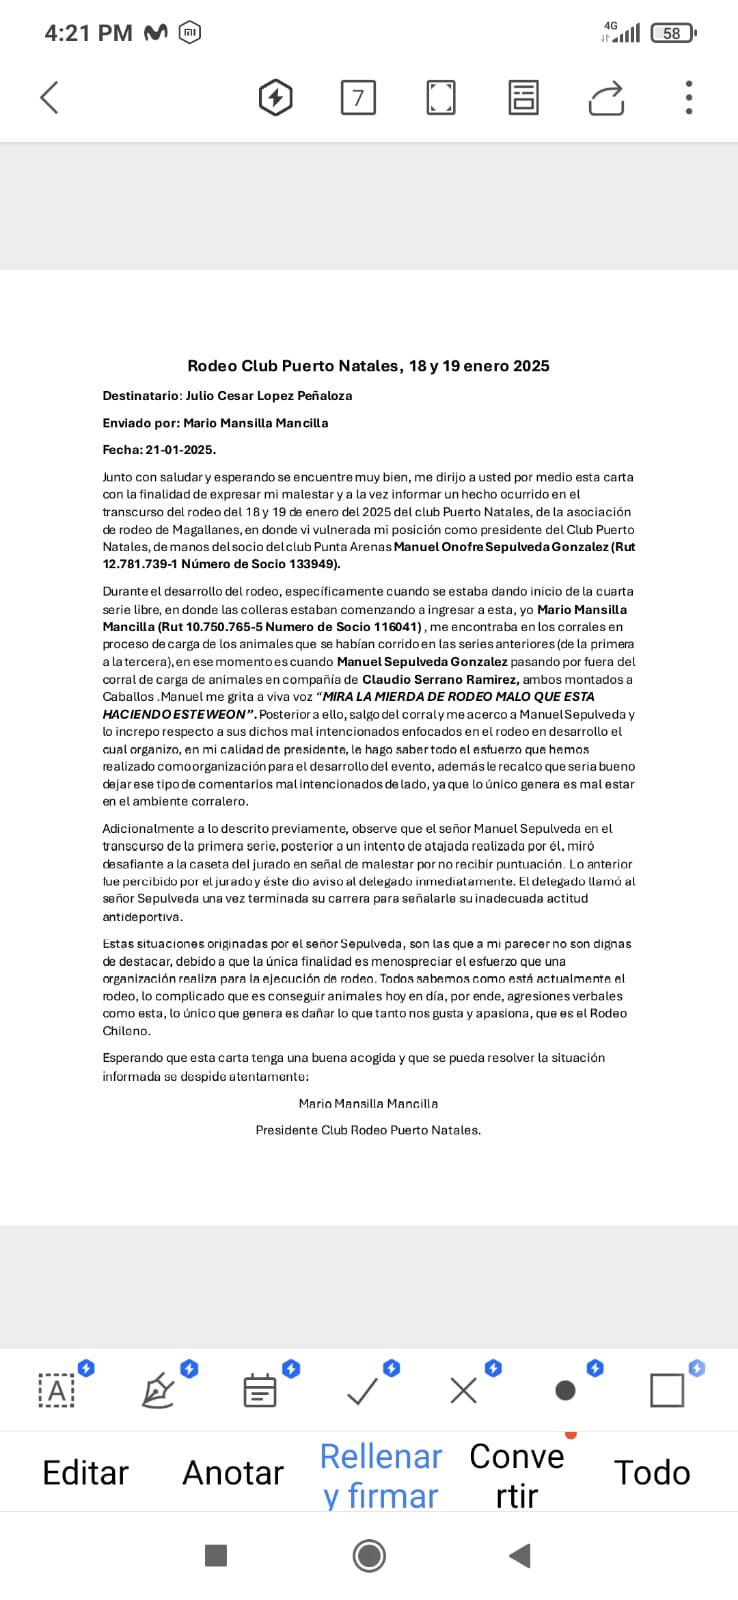 4:21 PM
4G
58
7
Rodeo Club Puerto Natales, 18 y 19 enero 2025
Destinatario: Julio Cesar Lopez Peñaloza
Enviado por: Mario Mansilla Mancilla
Fecha: 21-01-2025.
Junto con saludar y esperando se encuentre muy bien, me dirijo a usted por medio esta carta
con la finalidad de expresar mi malestar y a la vez informar un hecho ocurrido en el
transcurso del rodeo del 18 y 19 de enero del 2025 del club Puerto Natales, de la asociación
de rodeo de Magallanes, en donde vi vulnerada mi posición como presidente del Club Puerto
Natales, de manos del socio del club Punta Arenas Manuel Onofre Sepulveda Gonzalez (Rut
12.781.739-1 Número de Socio 133949).
Durante el desarrollo del rodeo, específicamente cuando se estaba dando inicio de la cuarta
serie libre, en donde las colleras estaban comenzando a ingresar a esta, yo Mario Mansilla
Mancilla (Rut 10.750.765-5 Numero de Socio 116041) , me encontraba en los corrales en
proceso de carga de los animales que se habían corrido en las series anteriores (de la primera
a la tercera), en ese momento es cuando Manuel Sepulveda Gonzalez pasando por fuera del
corral de carga de animales en compañía de Claudio Serrano Ramirez, ambos montados a
Caballos .Manuel me grita a viva voz “MIRA LA MIERDA DE RODEO MALO QUE ESTA
HACIENDO ESTE WEON”. Posterior a ello, salgo del corral y me acerco a Manuel Sepulveda y
lo increpo respecto a sus dichos mal intencionados enfocados en el rodeo en desarrollo el
cual organizo, en mi calidad de presidente, le hago saber todo el esfuerzo que hemos
realizado como organización para el desarrollo del evento, además le recalco que seria bueno
dejar ese tipo de comentarios mal intencionados de lado, ya que lo único genera es mal estar
en el ambiente corralero.
Adicionalmente a lo descrito previamente, observe que el señor Manuel Sepulveda en el
transcurso de la primera serie, posterior a un intento de atajada realizada por él, miró
desafiante a la caseta del jurado en señal de malestar por no recibir puntuación. Lo anterior
fue percibido por el jurado y éste dio aviso al delegado inmediatamente. El delegado llamó al
señor Sepulveda una vez terminada su carrera para señalarle su inadecuada actitud
antideportiva.
Estas situaciones originadas por el señor Sepulveda, son las que a mi parecer no son dignas
de destacar, debido a que la única finalidad es menospreciar el esfuerzo que una
organización realiza para la ejecución de rodeo. Todos sabemos como está actualmente el
rodeo, lo complicado que es conseguir animales hoy en día, por ende, agresiones verbales
como esta, lo único que genera es dañar lo que tanto nos gusta y apasiona, que es el Rodeo
Chileno.
Esperando que esta carta tenga una buena acogida y que se pueda resolver la situación
informada se despide atentamente:
Mario Mansilla Mancilla
Presidente Club Rodeo Puerto Natales.
A
Editar
Anotar
Rellenar
y firmar
Conve
rtir
Todo